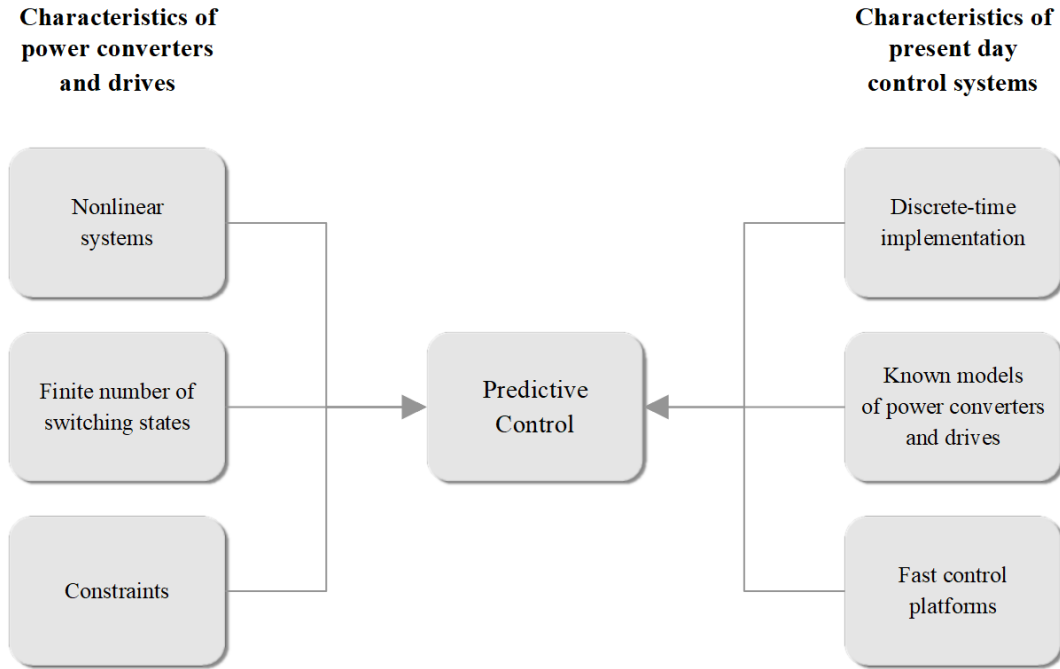 Characteristics of
power converters
and drives
Characteristics of
present day
control systems
Nonlinear
systems
Discrete-time
implementation
Finite number of
switching states
Predictive
Control
Known models
of power converters
and drives
Constraints
Fast control
platforms